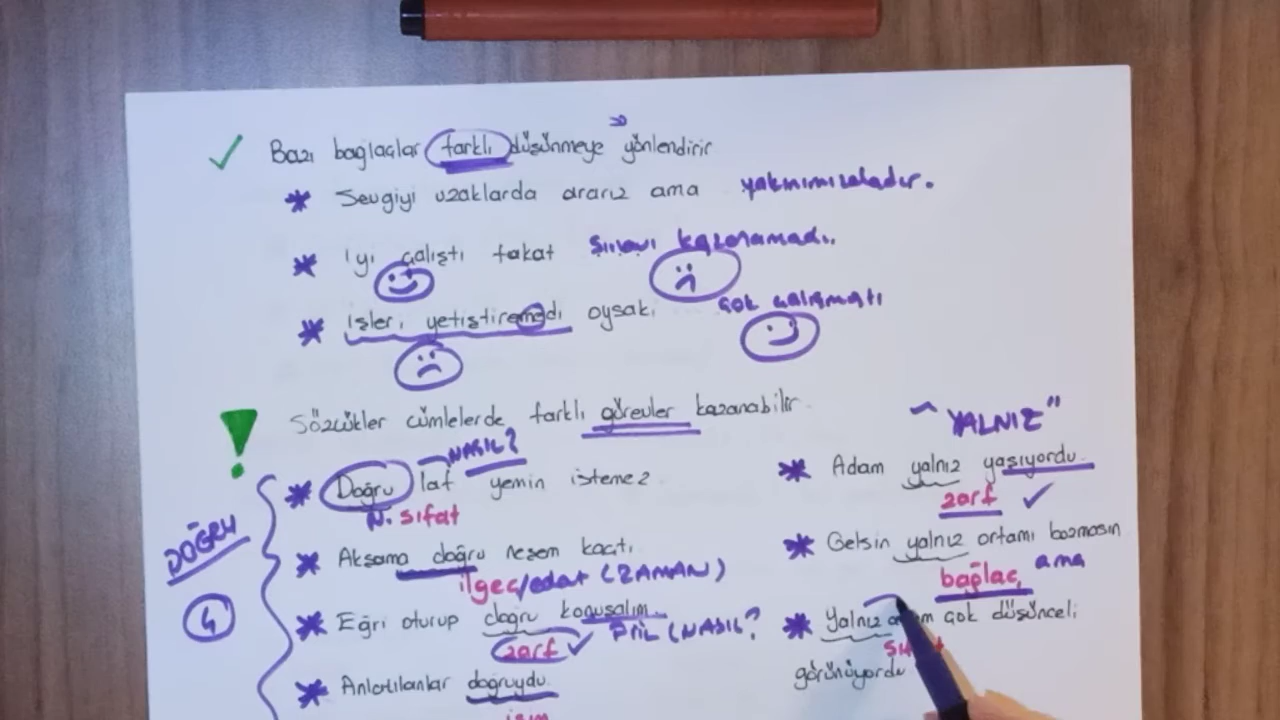 ✓ Bazı bağlaçlar farklı düşünmeye yönlendirir
* Sevgiyi uzaklarda ararız ama yakınımızdadır.
* İyi çalıştı fakat sınavı kazanamadı.
* İşleri yetiştiremedi oysaki çok çalışmıştı
! Sözcükler cümlelerde farklı görevler kazanabilir.
DOĞRU
4
NASIL?
* Doğru laf yemin istemez
N. sıfat
* Akşama doğru neşem kaçtı
ilgeç/edat (ZAMAN)
* Eğri oturup doğru konuşalım
zarf ✓ FİİL (NASIL?
* Anlatılanlar doğruydu
isim
"YALNIZ"
* Adam yalnız yaşıyordu
zarf ✓
* Gelsin yalnız ortamı bozmasın
bağlaç, ama
* Yalnız çok düşünceli
görünüyordu